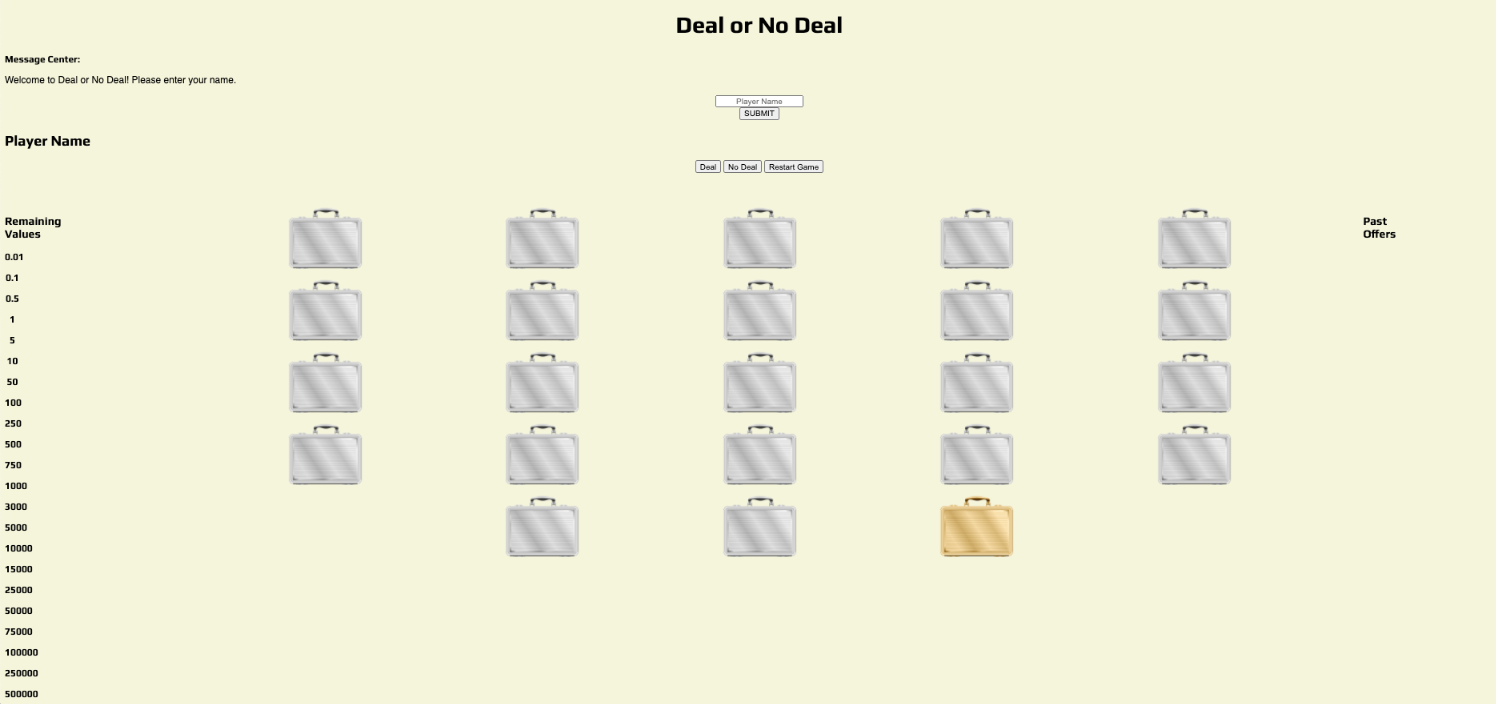 Deal or No Deal
Message Center:
Welcome to Deal or No Deal! Please enter your name.
Player Name
SUBMIT
Player Name
Deal
No Deal
Restart Game
Remaining
Values
0.01
0.1
0.5
1
5
10
50
100
250
500
750
1000
3000
5000
10000
15000
25000
50000
75000
100000
250000
500000
Past
Offers